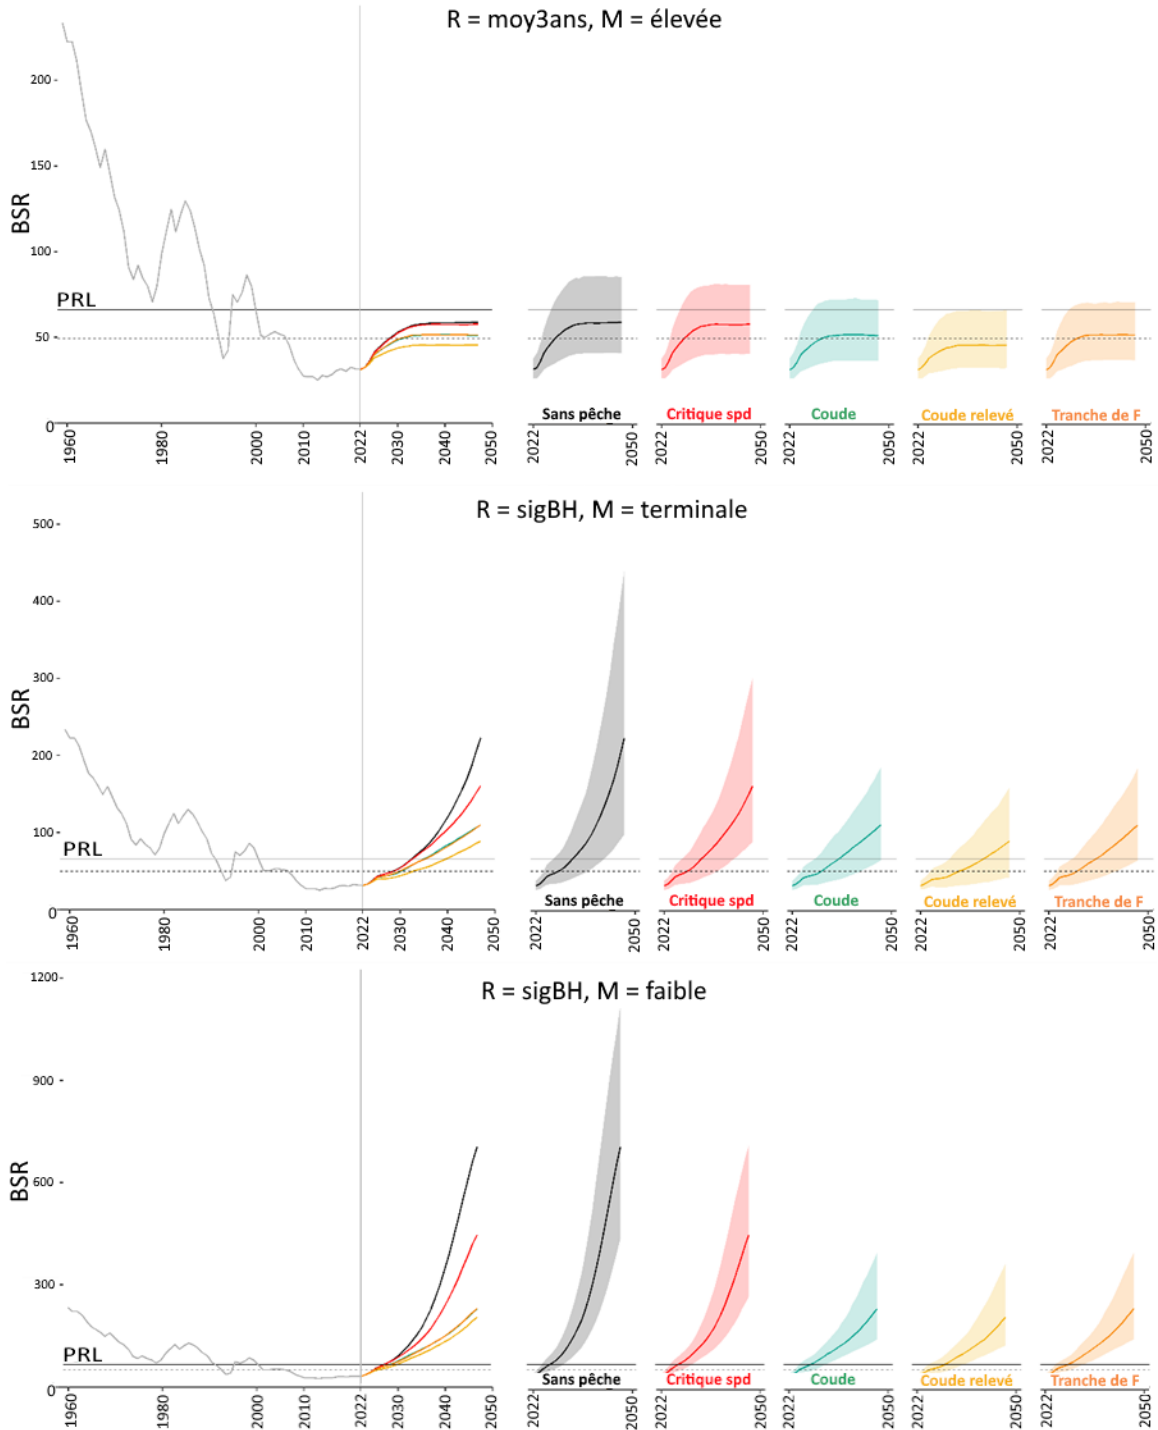 R = moy3ans, M = élevée
200
150
100
50
0
BSR
PRL
1960
1980
2000
2010
2022
2030
2040
2050
Sans pêche
Critique spd
Coude
Coude relevé
Tranche de F
2022
2050
2022
2050
2022
2050
2022
2050
2022
2050
R = sigBH, M = terminale
500
400
300
200
100
0
BSR
PRL
1960
1980
2000
2010
2022
2030
2040
2050
Sans pêche
Critique spd
Coude
Coude relevé
Tranche de F
2022
2050
2022
2050
2022
2050
2022
2050
2022
2050
R = sigBH, M = faible
1200
900
600
300
0
BSR
PRL
1960
1980
2000
2010
2022
2030
2040
2050
Sans pêche
Critique spd
Coude
Coude relevé
Tranche de F
2022
2050
2022
2050
2022
2050
2022
2050
2022
2050